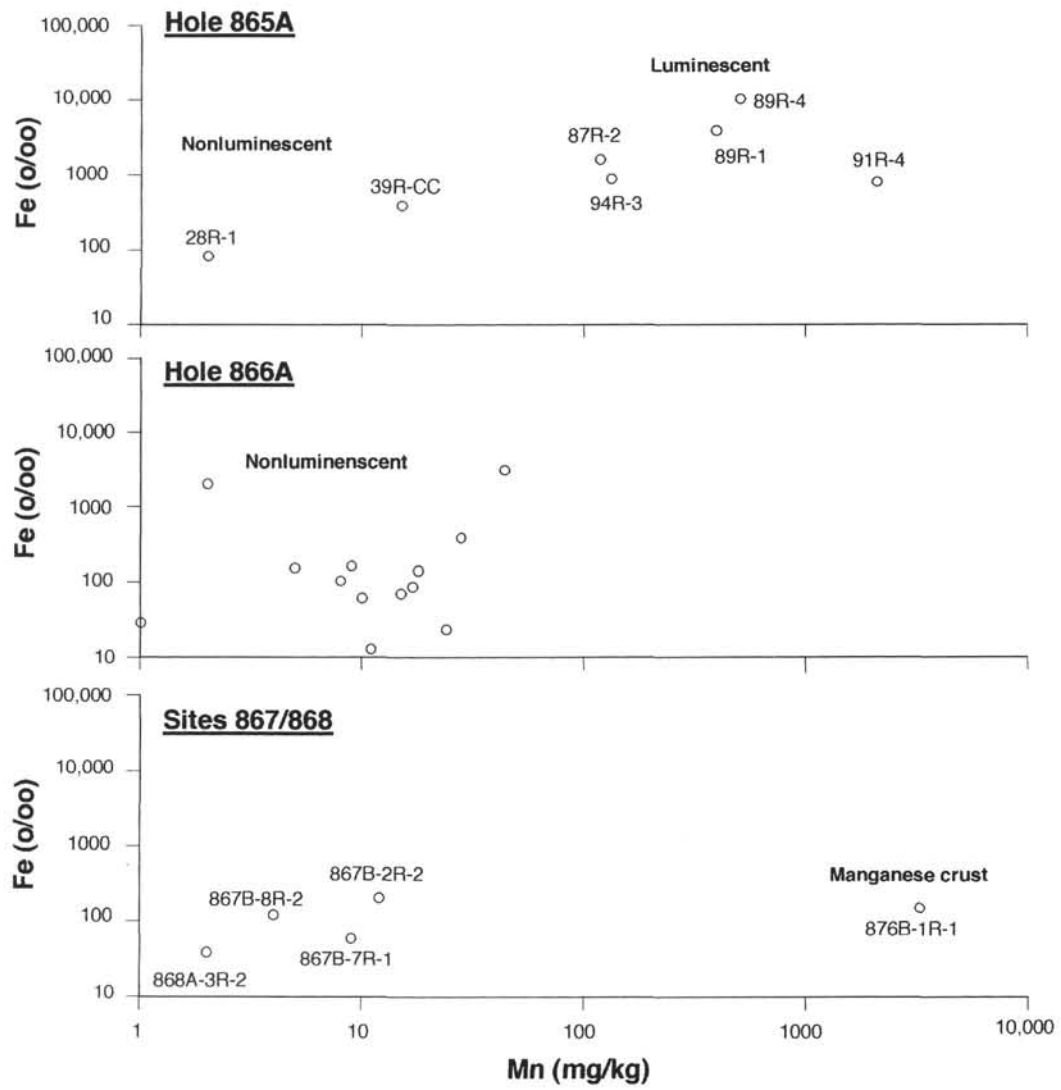 Hole 865A
Fe (o/oo)
100,000
10,000
1000
100
10
Nonluminescent
Luminescent
28R-1
39R-CC
87R-2
94R-3
89R-4
89R-1
91R-4
Hole 866A
Fe (o/oo)
100,000
10,000
1000
100
10
Nonluminenscent
Sites 867/868
Fe (o/oo)
100,000
10,000
1000
100
10
868A-3R-2
867B-8R-2
867B-2R-2
867B-7R-1
Manganese crust
876B-1R-1
1
10
100
1000
10,000
Mn (mg/kg)